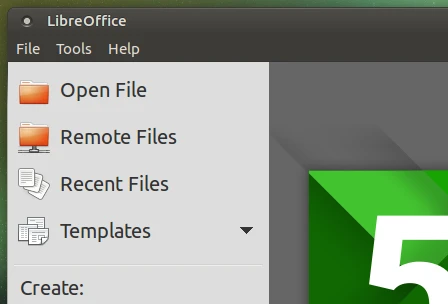 LibreOffice
File Tools Help
Open File
Remote Files
Recent Files
Templates
Create:
5